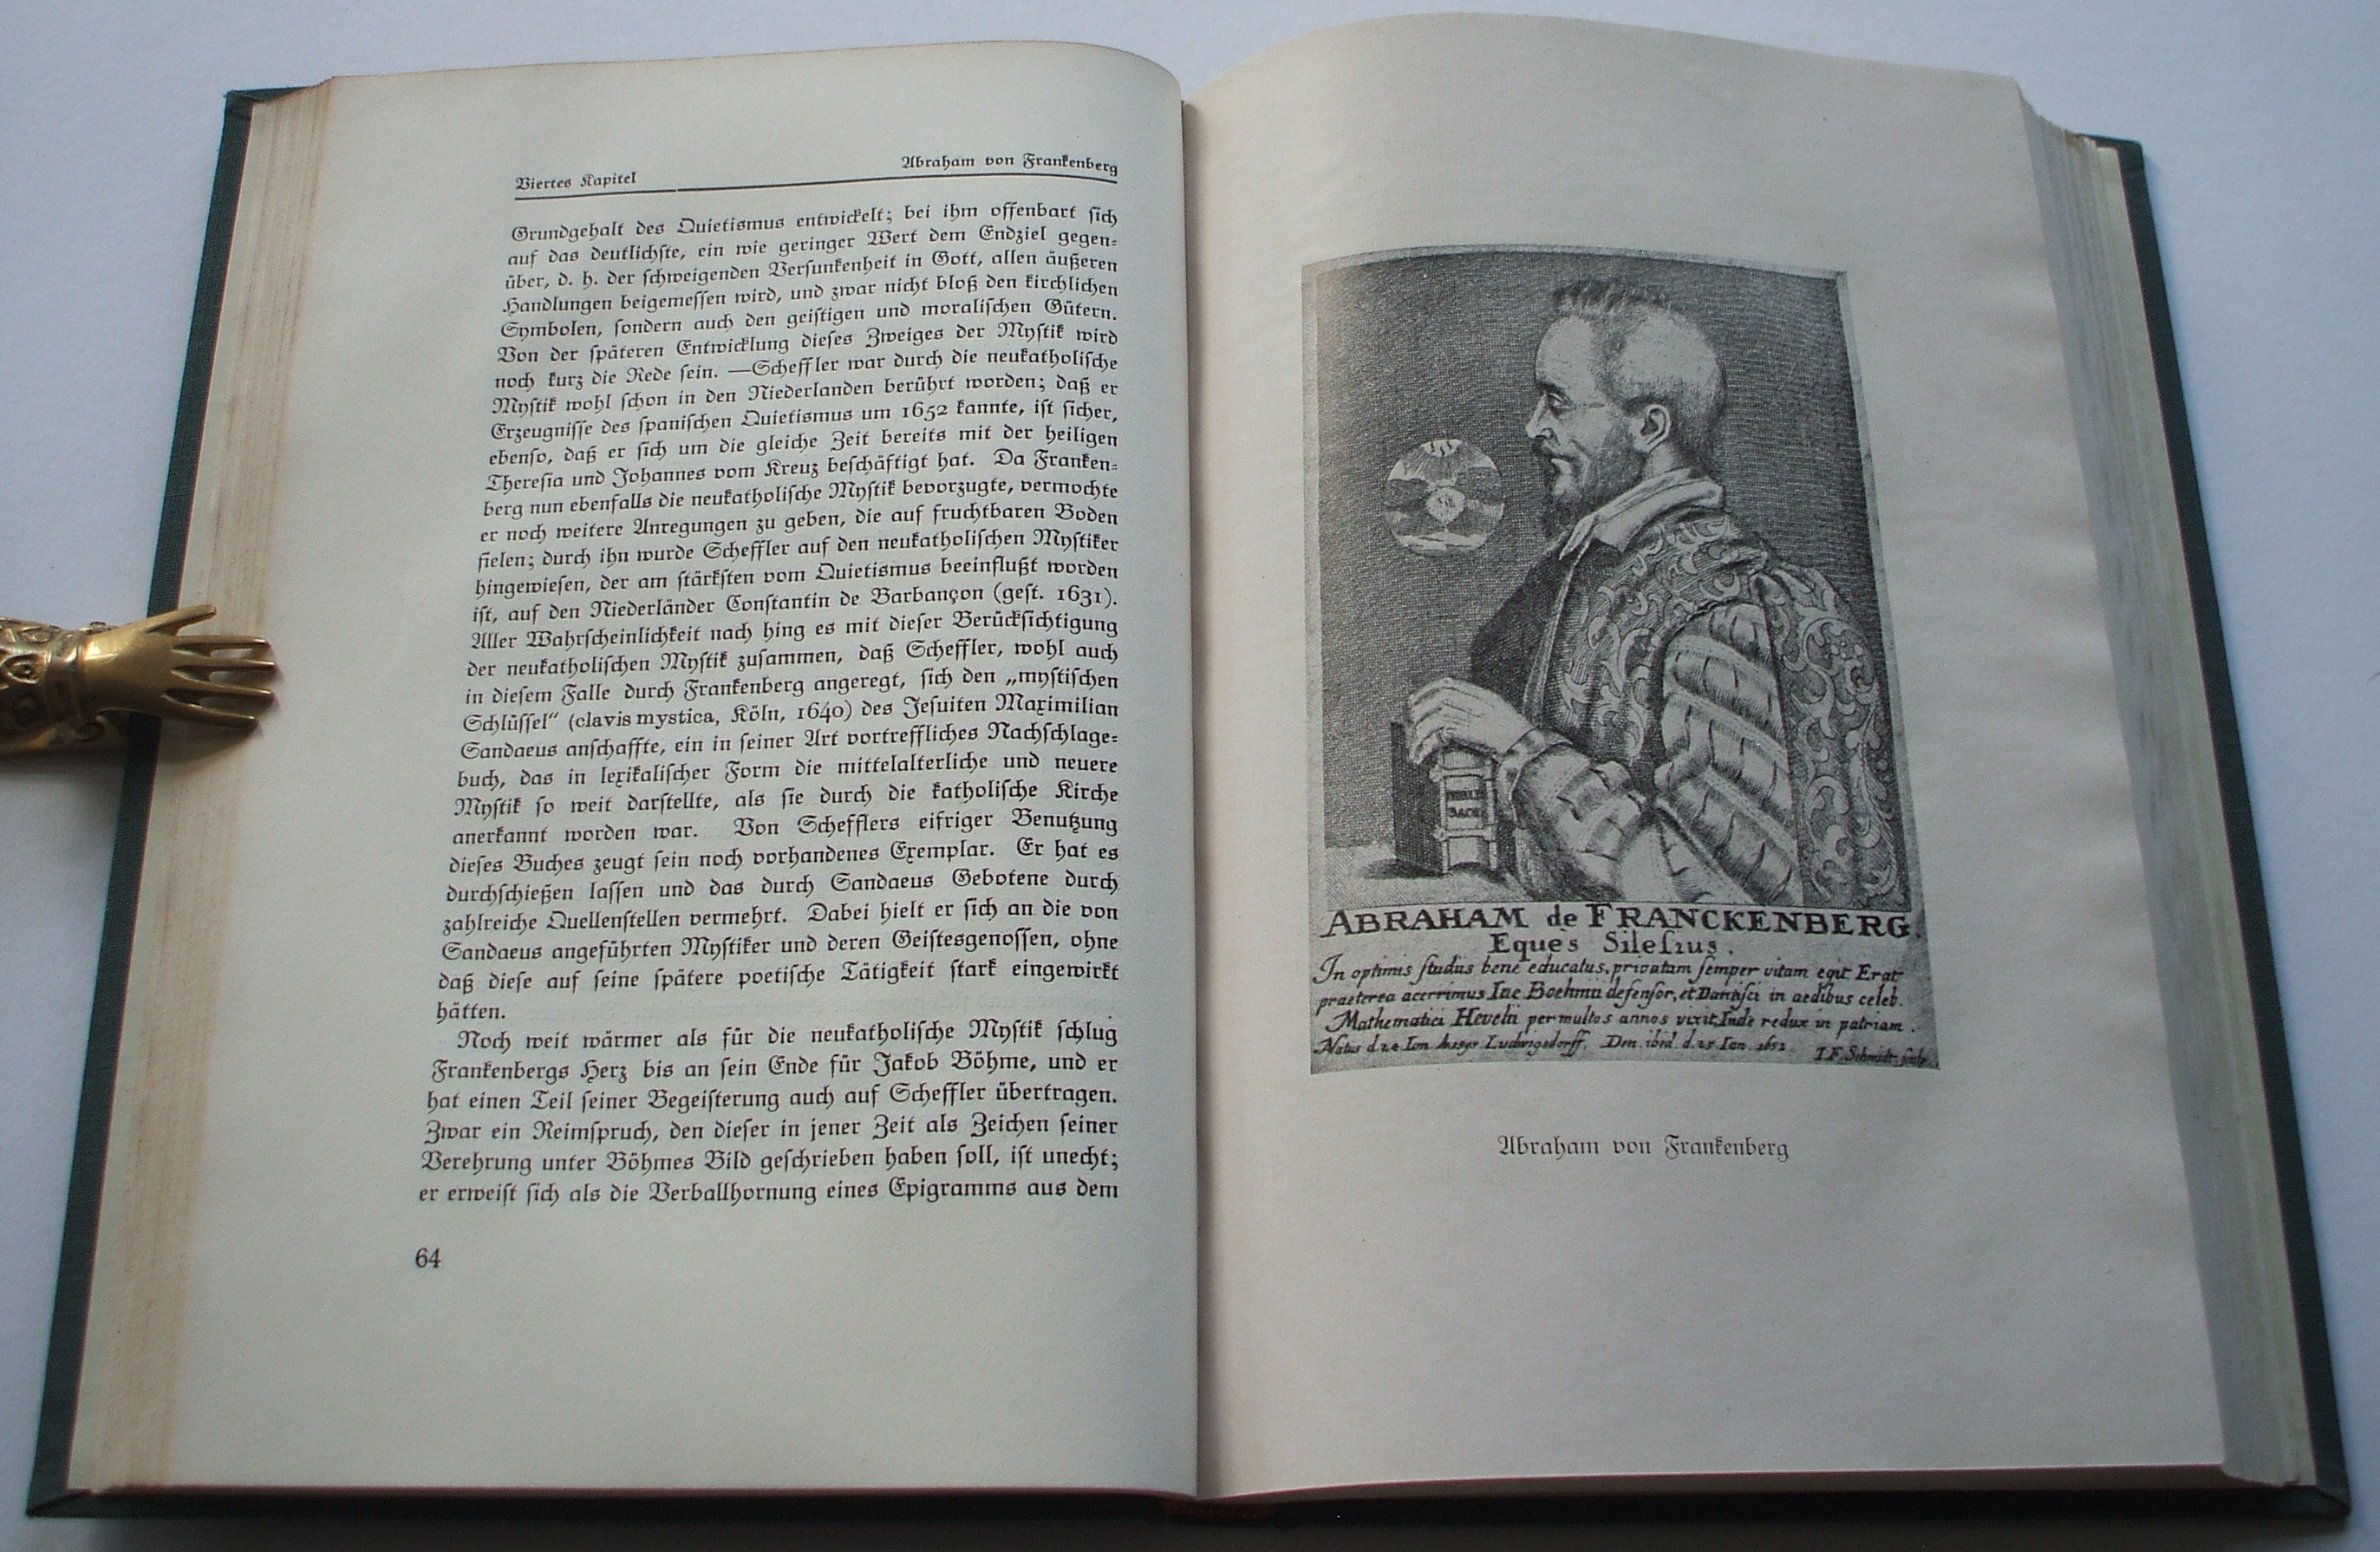 Viertes Kapitel
Abraham von Frankenberg
Grundgehalt des Quietismus entwickelt; bei ihm offenbart sich
auf das deutlichste, ein wie geringer Wert dem Endziel gegen-
über, d. h. der schweigenden Versunkenheit in Gott, allen äußeren
Handlungen beigemessen wird, und zwar nicht bloß den kirchlichen
Symbolen, sondern auch den geistigen und moralischen Gütern.
Von der späteren Entwicklung dieses Zweiges der Mystik wird
noch kurz die Rede sein. —Scheffler war durch die neukatholische
Mystik wohl schon in den Niederlanden berührt worden; daß er
Erzeugnisse des spanischen Quietismus um 1652 kannte, ist sicher,
ebenso, daß er sich um die gleiche Zeit bereits mit der heiligen
Theresia und Johannes vom Kreuz beschäftigt hat. Da Franken-
berg nun ebenfalls die neukatholische Mystik bevorzugte, vermochte
er noch weitere Anregungen zu geben, die auf fruchtbaren Boden
fielen; durch ihn wurde Scheffler auf den neukatholischen Mystiker
hingewiesen, der am stärksten vom Quietismus beeinflußt worden
ist, auf den Niederländer Constantin de Barbançon (gest. 1631).
Aller Wahrscheinlichkeit nach hing es mit dieser Berücksichtigung
der neukatholischen Mystik zusammen, daß Scheffler, wohl auch
in diesem Falle durch Frankenberg angeregt, sich den „mystischen
Schlüssel“ (clavis mystica, Köln, 1640) des Jesuiten Maximilian
Sandaeus anschaffte, ein in seiner Art vortreffliches Nachschlage-
buch, das in lexikalischer Form die mittelalterliche und neuere
Mystik so weit darstellte, als sie durch die katholische Kirche
anerkannt worden war. Von Schefflers eifriger Benutzung
dieses Buches zeugt sein noch vorhandenes Exemplar. Er hat es
durchschießen lassen und das durch Sandaeus Gebotene durch
zahlreiche Quellenstellen vermehrt. Dabei hielt er sich an die von
Sandaeus angeführten Mystiker und deren Geistesgenossen, ohne
daß diese auf seine spätere poetische Tätigkeit stark eingewirkt
hätten.
Noch weit wärmer als für die neukatholische Mystik schlug
Frankenbergs Herz bis an sein Ende für Jakob Böhme, und er
hat einen Teil seiner Begeisterung auch auf Scheffler übertragen.
Zwar ein Reimspruch, den dieser in jener Zeit als Zeichen seiner
Verehrung unter Böhmes Bild geschrieben haben soll, ist unecht;
er erweist sich als die Verballhornung eines Epigramms aus dem
64
ABRAHAM de FRANCKENBERG.
Eques Silesius.
In optimis studiis bene educatus, privatam semper vitam egit Erat
praeterea acerrimus Iac Boehmii defensor, et Dantisci in aedibus celeb.
Mathematici Hevelii per multos annos vixit, Inde redux in patriam.
Natus d. 24 Iun Ludwigsdorff. Den. ibid. d. 25 Iun. 1652.
I.F. Schmidt sculp.
Abraham von Frankenberg